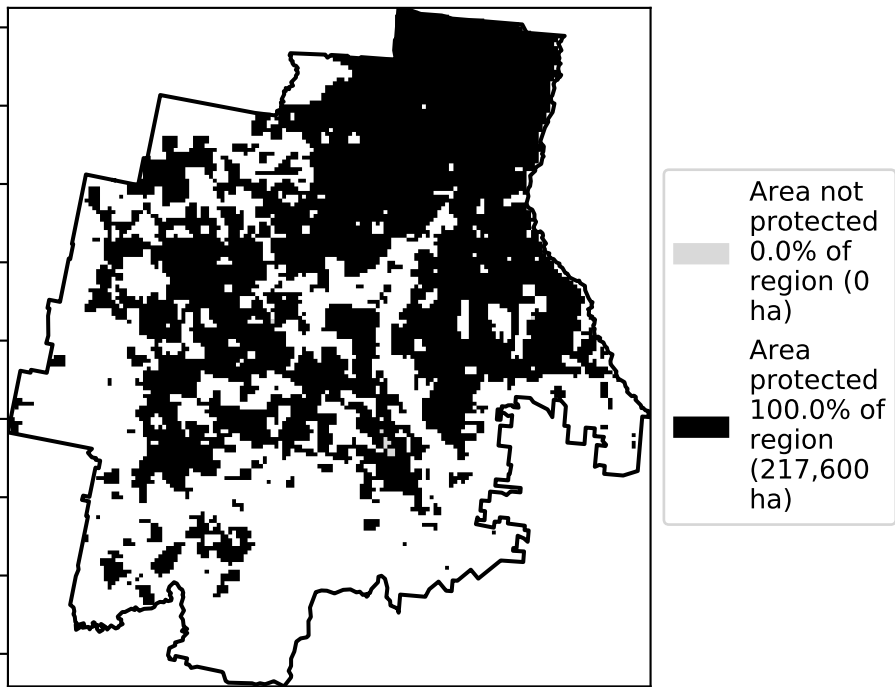 Area not
protected
0.0% of
region (0
ha)
Area
protected
100.0% of
region
(217,600
ha)